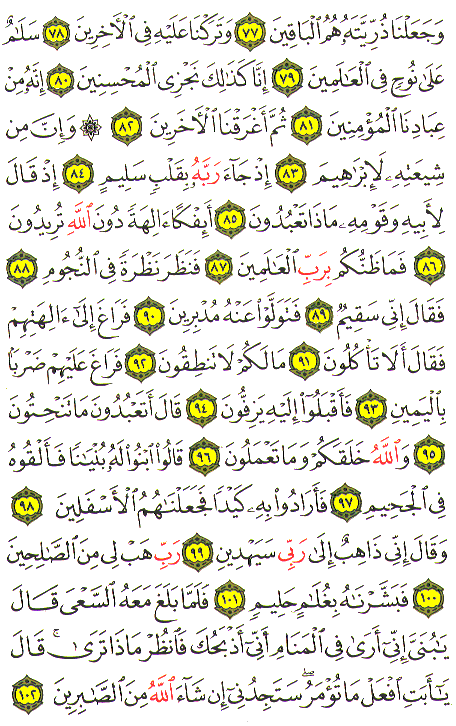 وَجَعَلْنَا ذُرِّيَّتَهُۥ هُمُ ٱلْبَاقِينَ ٧٧ وَتَرَكْنَا عَلَيْهِ فِى ٱلْأَخِرِينَ ٧٨ سَلَٰمٌ
عَلَىٰ نُوحٍ فِى ٱلْعَٰلَمِينَ ٧٩ إِنَّا كَذَٰلِكَ نَجْزِى ٱلْمُحْسِنِينَ ٨٠ إِنَّهُۥ مِنْ
عِبَادِنَا ٱلْمُؤْمِنِينَ ٨١ ثُمَّ أَغْرَقْنَا ٱلْأَخَرِينَ ٨٢ ۞ وَإِنَّ مِن
شِيعَتِهِۦ لَإِبْرَٰهِيمَ ٨٣ إِذْ جَآءَ رَبَّهُۥ بِقَلْبٍ سَلِيمٍ ٨٤ إِذْ قَالَ
لِأَبِيهِ وَقَوْمِهِۦ مَاذَا تَعْبُدُونَ ٨٥ أَئِفْكًا ءَالِهَةً دُونَ ٱللَّهِ تُرِيدُونَ
٨٦ فَمَا ظَنُّكُم بِرَبِّ ٱلْعَٰلَمِينَ ٨٧ فَنَظَرَ نَظْرَةً فِى ٱلنُّجُومِ ٨٨
فَقَالَ إِنِّى سَقِيمٌ ٨٩ فَتَوَلَّوْا۟ عَنْهُ مُدْبِرِينَ ٩٠ فَرَاغَ إِلَىٰٓ ءَالِهَتِهِمْ
فَقَالَ أَلَا تَأْكُلُونَ ٩١ مَا لَكُمْ لَا تَنطِقُونَ ٩٢ فَرَاغَ عَلَيْهِمْ ضَرْبًۢا
بِٱلْيَمِينِ ٩٣ فَأَقْبَلُوٓا۟ إِلَيْهِ يَزِفُّونَ ٩٤ قَالَ أَتَعْبُدُونَ مَا تَنْحِتُونَ
٩٥ وَٱللَّهُ خَلَقَكُمْ وَمَا تَعْمَلُونَ ٩٦ قَالُوا۟ ٱبْنُوا۟ لَهُۥ بُنْيَٰنًا فَأَلْقُوهُ
فِى ٱلْجَحِيمِ ٩٧ فَأَرَادُوا۟ بِهِۦ كَيْدًا فَجَعَلْنَٰهُمُ ٱلْأَسْفَلِينَ ٩٨
وَقَالَ إِنِّى ذَاهِبٌ إِلَىٰ رَبِّى سَيَهْدِينِ ٩٩ رَبِّ هَبْ لِى مِنَ ٱلصَّٰلِحِينَ
١٠٠ فَبَشَّرْنَٰهُ بِغُلَٰمٍ حَلِيمٍ ١٠١ فَلَمَّا بَلَغَ مَعَهُ ٱلسَّعْىَ قَالَ
يَٰبُنَىَّ إِنِّىٓ أَرَىٰ فِى ٱلْمَنَامِ أَنِّىٓ أَذْبَحُكَ فَٱنظُرْ مَاذَا تَرَىٰ ۚ قَالَ
يَٰٓأَبَتِ ٱفْعَلْ مَا تُؤْمَرُ ۖ سَتَجِدُنِىٓ إِن شَآءَ ٱللَّهُ مِنَ ٱلصَّٰبِرِينَ ١٠٢